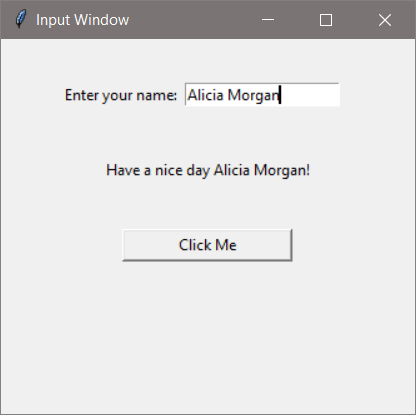 Input Window
Enter your name: Alicia Morgan
Have a nice day Alicia Morgan!
Click Me